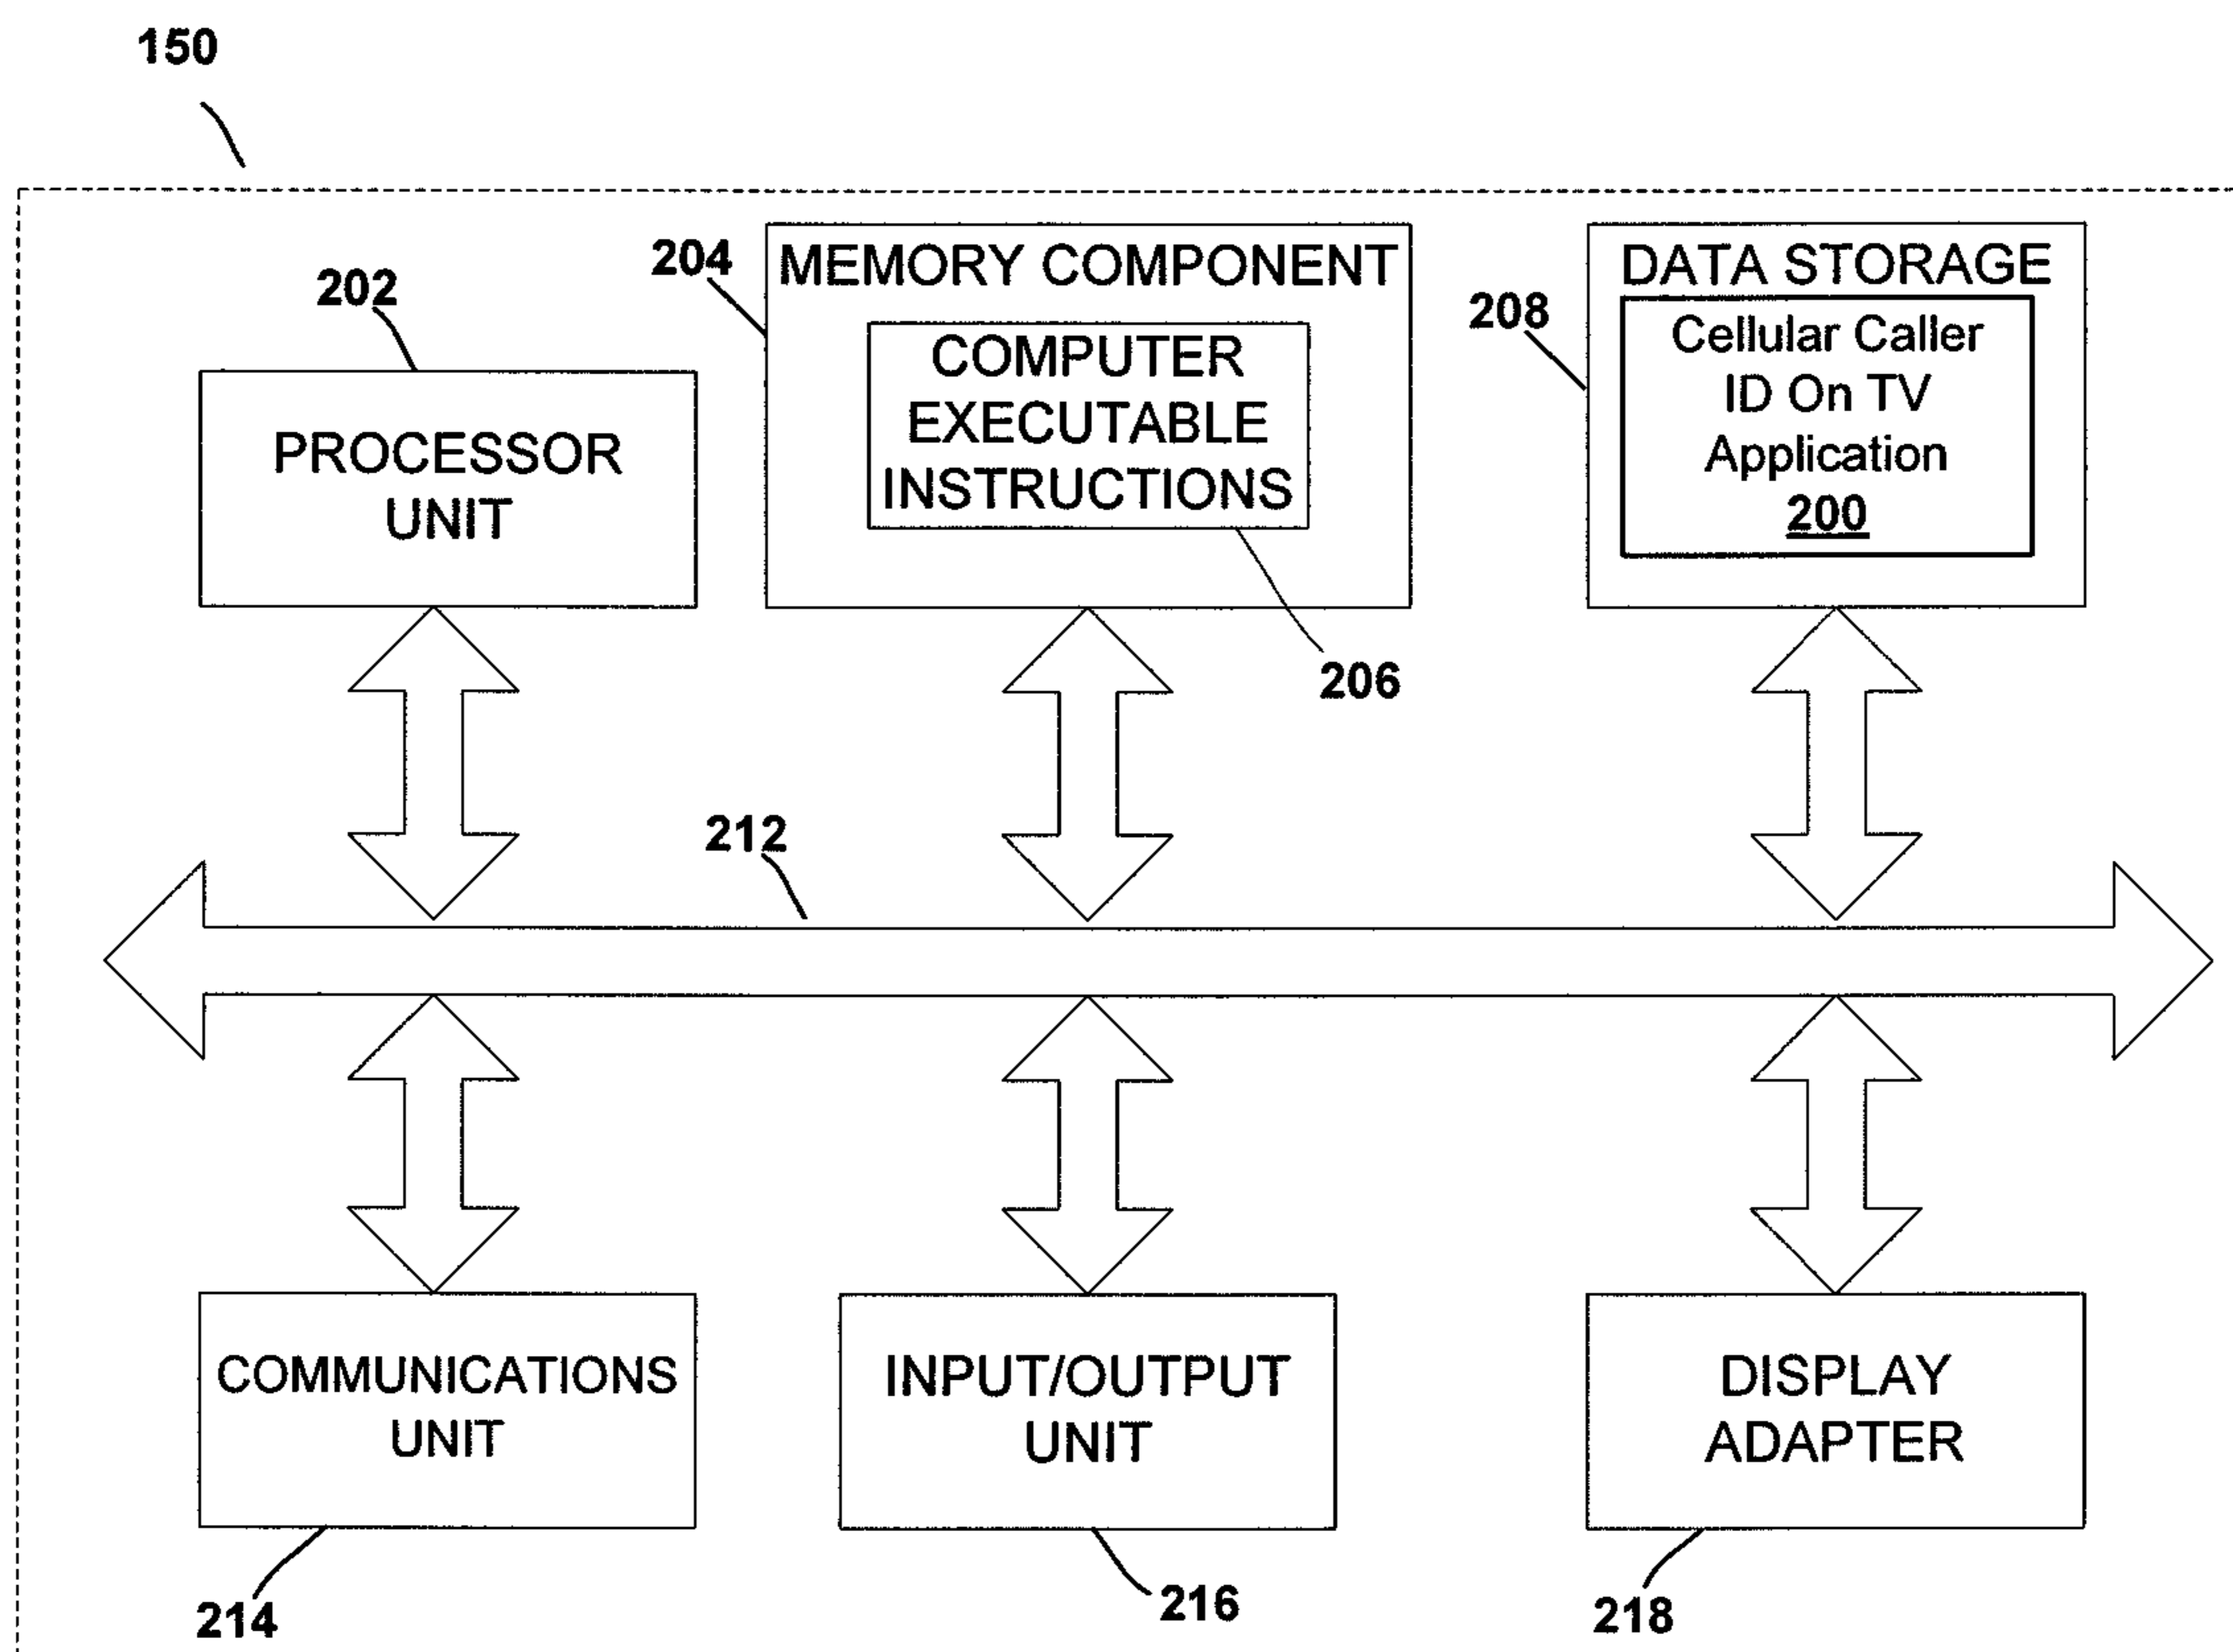 150
202
204
MEMORY COMPONENT
COMPUTER
EXECUTABLE
INSTRUCTIONS
206
208
DATA STORAGE
Cellular Caller
ID On TV
Application
200
PROCESSOR
UNIT
212
COMMUNICATIONS
UNIT
214
INPUT/OUTPUT
UNIT
216
DISPLAY
ADAPTER
218